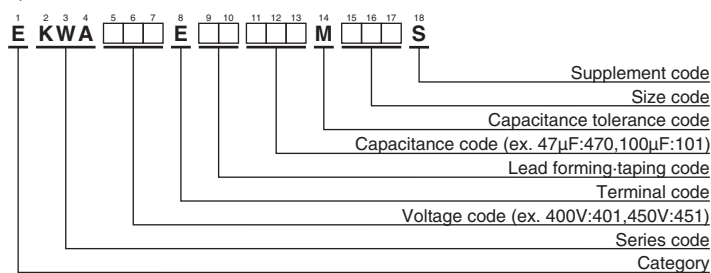 1 2 3 4 5 6 7 8 9 10 11 12 13 14 15 16 17 18
E KWA □□□ E □□ □□□ M □□□ S
Supplement code
Size code
Capacitance tolerance code
Capacitance code (ex. 47μF:470,100μF:101)
Lead forming·taping code
Terminal code
Voltage code (ex. 400V:401,450V:451)
Series code
Category